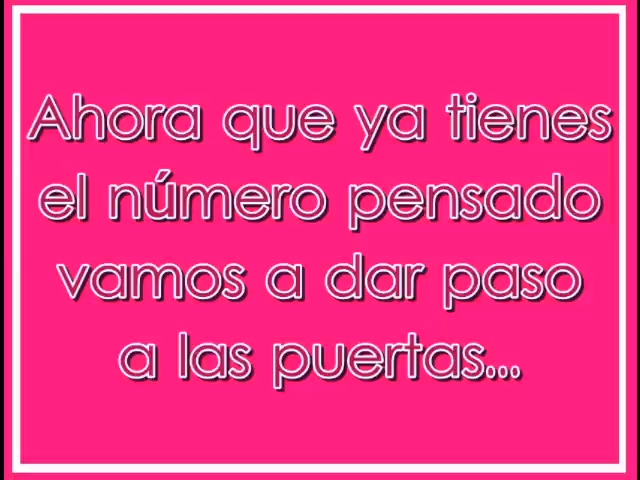 Ahora que ya tienes
el número pensado
vamos a dar paso
a las puertas...